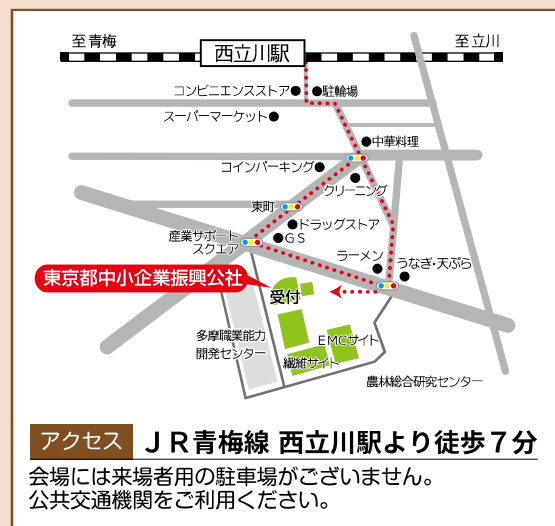 至青梅
西立川駅
至立川
コンビニエンスストア
駐輪場
スーパーマーケット
中華料理
コインパーキング
クリーニング
東町
ドラッグストア
産業サポート
スクエア
GS
ラーメン
うなぎ・天ぷら
東京都中小企業振興公社
受付
多摩職業能力
開発センター
EMCサイト
繊維サイト
農林総合研究センター
アクセス JR青梅線 西立川駅より徒歩7分
会場には来場者用の駐車場がございません。
公共交通機関をご利用ください。